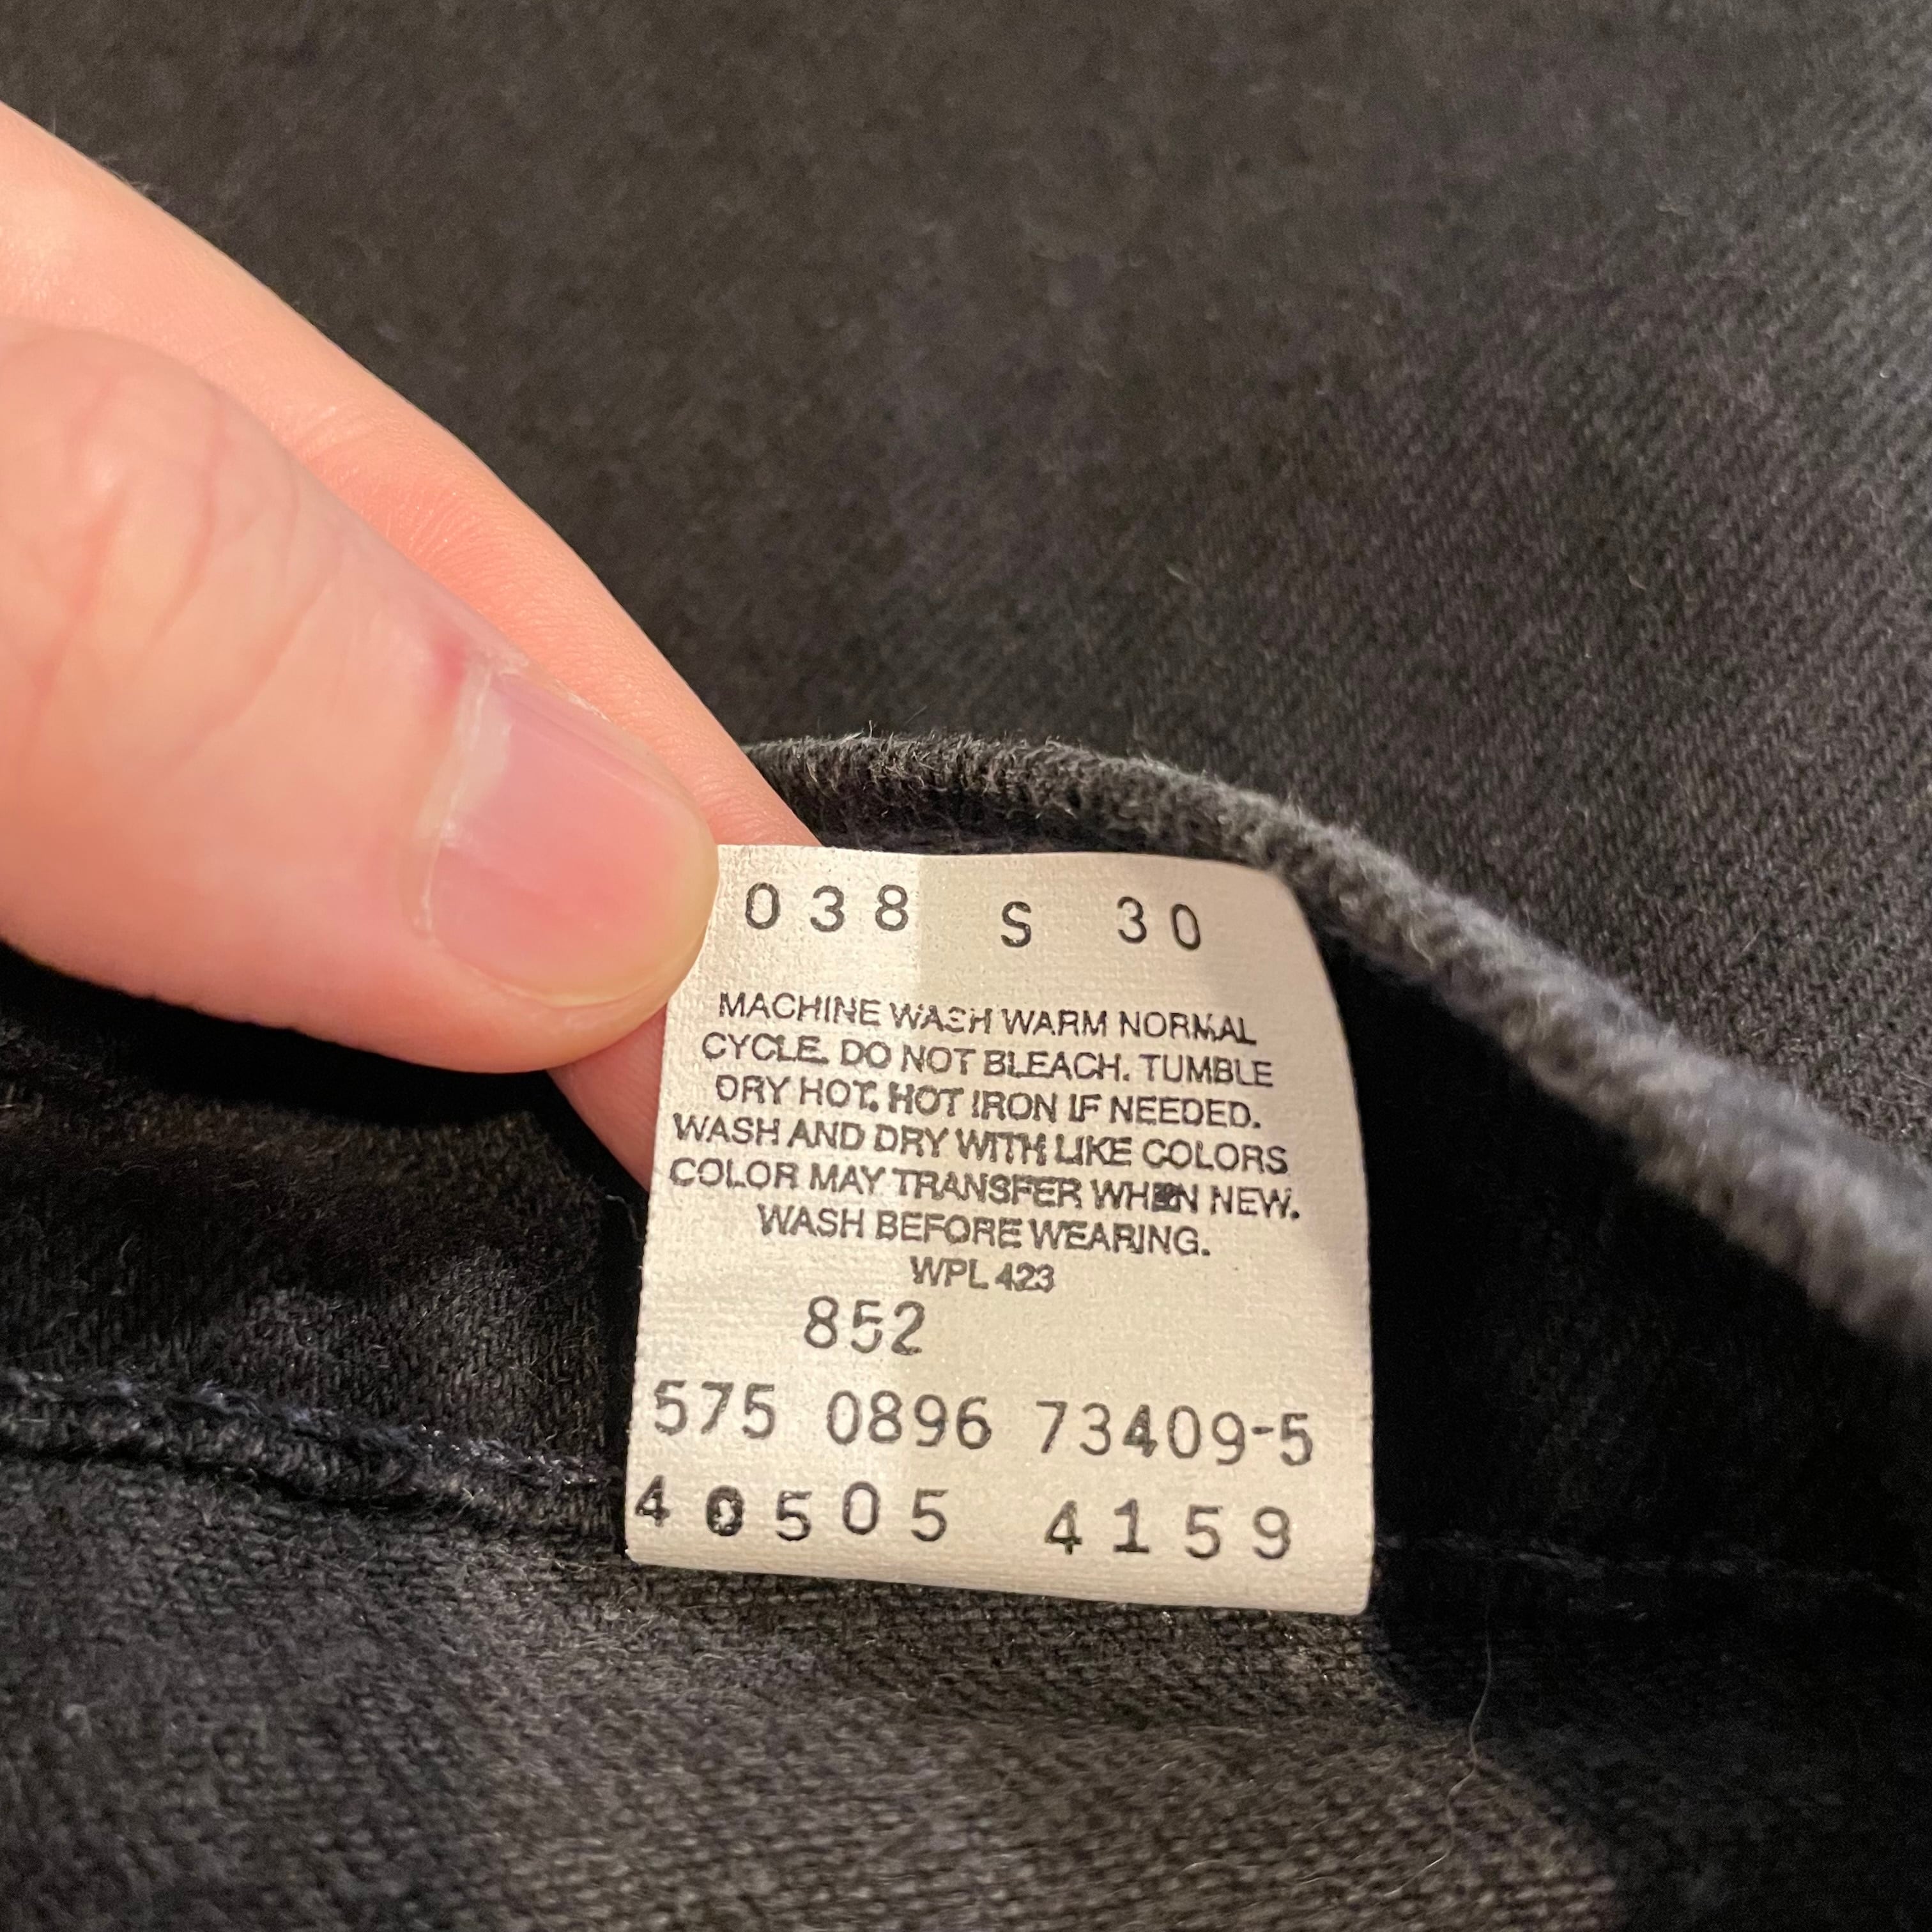 038 S 30
MACHINE WASH WARM NORMAL
CYCLE. DO NOT BLEACH. TUMBLE
DRY HOT. HOT IRON IF NEEDED.
WASH AND DRY WITH LIKE COLORS
COLOR MAY TRANSFER WHEN NEW.
WASH BEFORE WEARING.
WPL 423
852
575 0896 73409-5
40505 4159